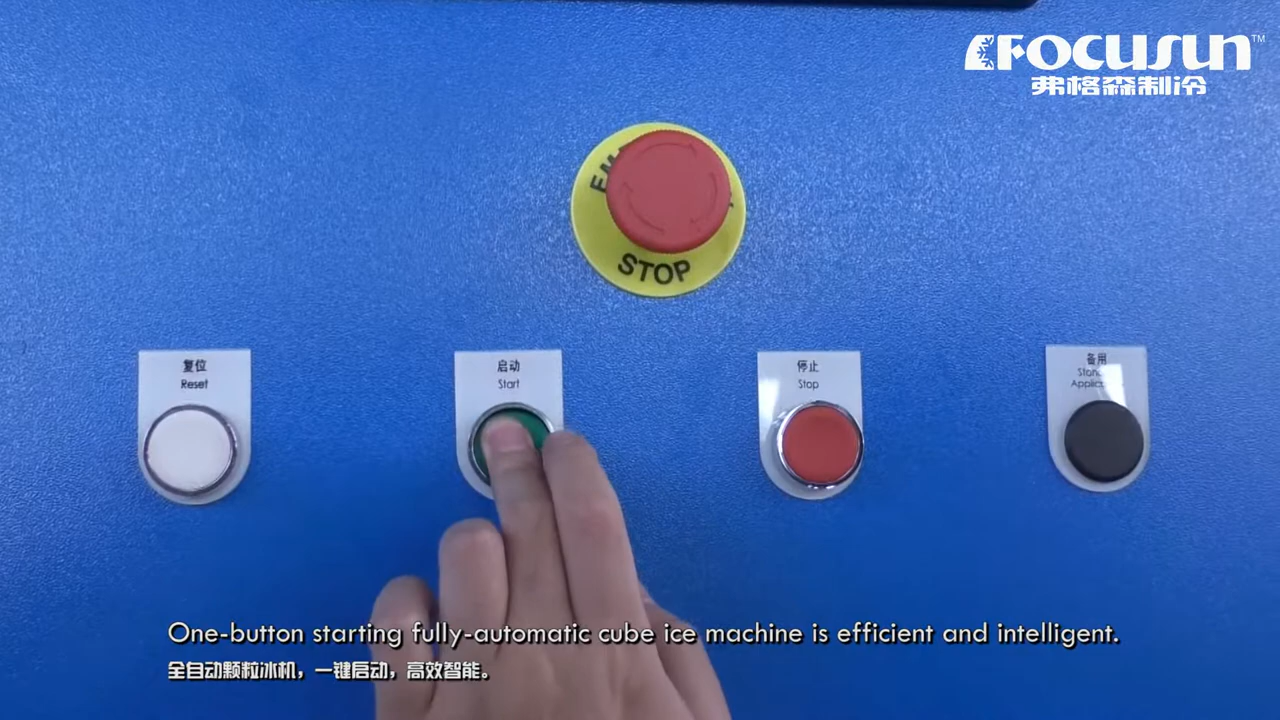 FOCUSUN™
弗格森制冷
STOP
复位
Reset
启动
Start
停止
Stop
备用
One-button starting fully-automatic cube ice machine is efficient and intelligent.
全自动颗粒冰机，一键启动，高效智能。